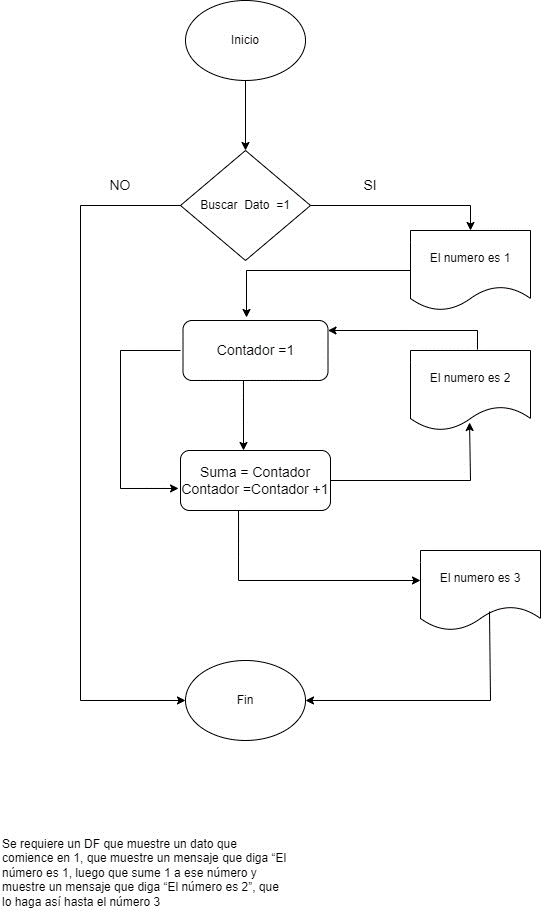 Inicio
NO
SI
Buscar Dato =1
El numero es 1
Contador =1
El numero es 2
Suma = Contador
Contador =Contador +1
El numero es 3
Fin
Se requiere un DF que muestre un dato que
comience en 1, que muestre un mensaje que diga “El
número es 1, luego que sume 1 a ese número y
muestre un mensaje que diga “El número es 2”, que
lo haga así hasta el número 3